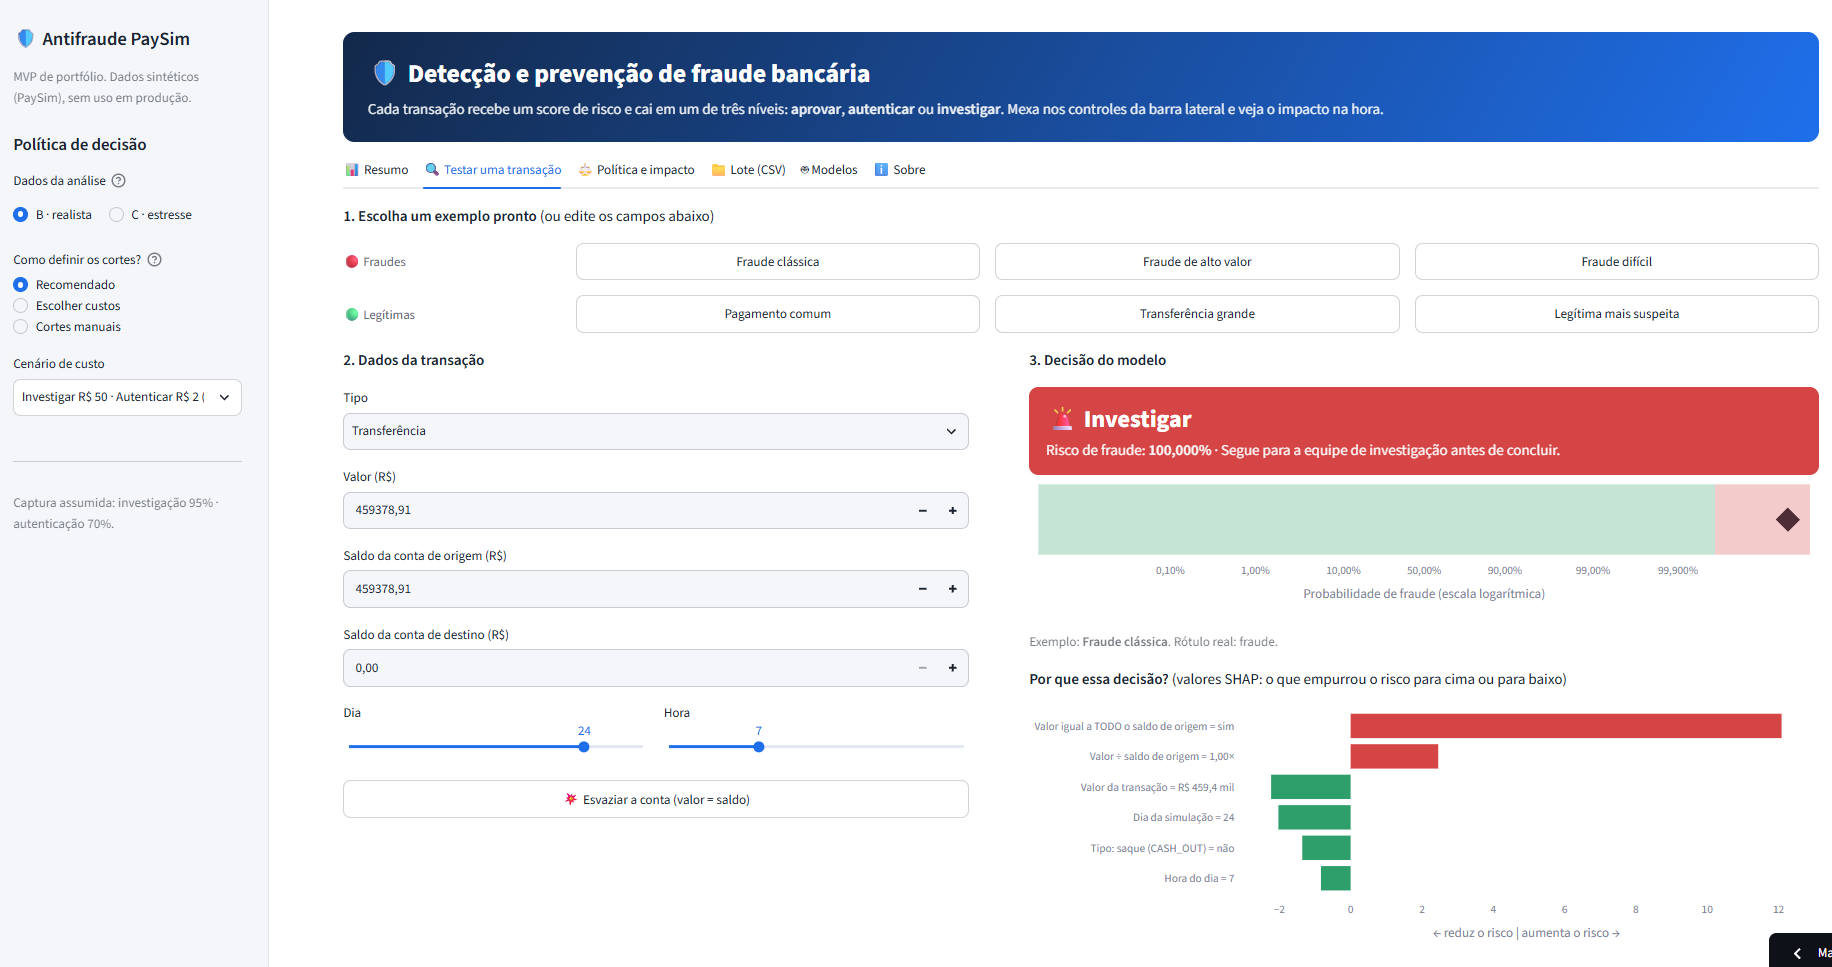 Antifraude PaySim
MVP de portfólio. Dados sintéticos
(PaySim), sem uso em produção.
Política de decisão
Dados da análise
B · realista
C · estresse
Como definir os cortes?
Recomendado
Escolher custos
Cortes manuais
Cenário de custo
Investigar R$ 50 · Autenticar R$ 2 (
Captura assumida: investigação 95% ·
autenticação 70%.
Detecção e prevenção de fraude bancária
Cada transação recebe um score de risco e cai em um de três níveis: aprovar, autenticar ou investigar. Mexa nos controles da barra lateral e veja o impacto na hora.
Resumo
Testar uma transação
Política e impacto
Lote (CSV)
Modelos
Sobre
1. Escolha um exemplo pronto (ou edite os campos abaixo)
Fraudes
Fraude clássica
Fraude de alto valor
Fraude difícil
Legítimas
Pagamento comum
Transferência grande
Legítima mais suspeita
2. Dados da transação
Tipo
Transferência
Valor (R$)
459378,91
Saldo da conta de origem (R$)
459378,91
Saldo da conta de destino (R$)
0,00
Dia
24
Hora
7
Esvaziar a conta (valor = saldo)
3. Decisão do modelo
Investigar
Risco de fraude: 100,000% · Segue para a equipe de investigação antes de concluir.
0,10% 1,00% 10,00% 50,00% 90,00% 99,00% 99,900%
Probabilidade de fraude (escala logarítmica)
Exemplo: Fraude clássica. Rótulo real: fraude.
Por que essa decisão? (valores SHAP: o que empurrou o risco para cima ou para baixo)
Valor igual a TODO o saldo de origem = sim
Valor ÷ saldo de origem = 1,00×
Valor da transação = R$ 459,4 mil
Dia da simulação = 24
Tipo: saque (CASH_OUT) = não
Hora do dia = 7
−2 0 2 4 6 8 10 12
← reduz o risco | aumenta o risco →